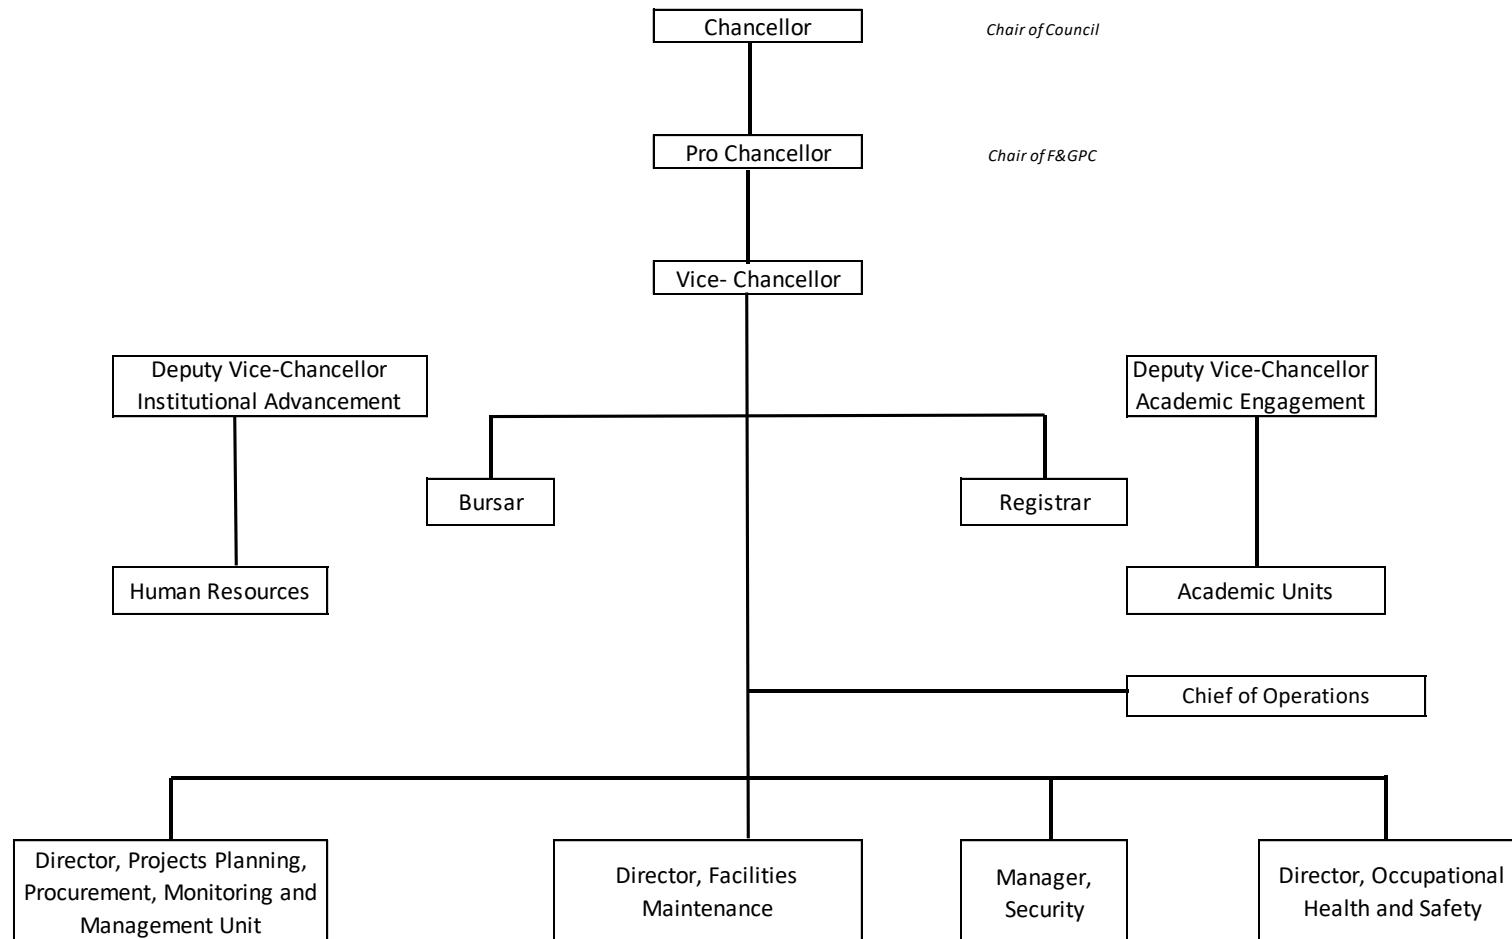 Chancellor
Chair of Council
Pro Chancellor
Chair of F&GPC
Vice- Chancellor
Deputy Vice-Chancellor
Institutional Advancement
Deputy Vice-Chancellor
Academic Engagement
Bursar
Registrar
Human Resources
Academic Units
Chief of Operations
Director, Projects Planning,
Procurement, Monitoring and
Management Unit
Director, Facilities
Maintenance
Manager,
Security
Director, Occupational
Health and Safety